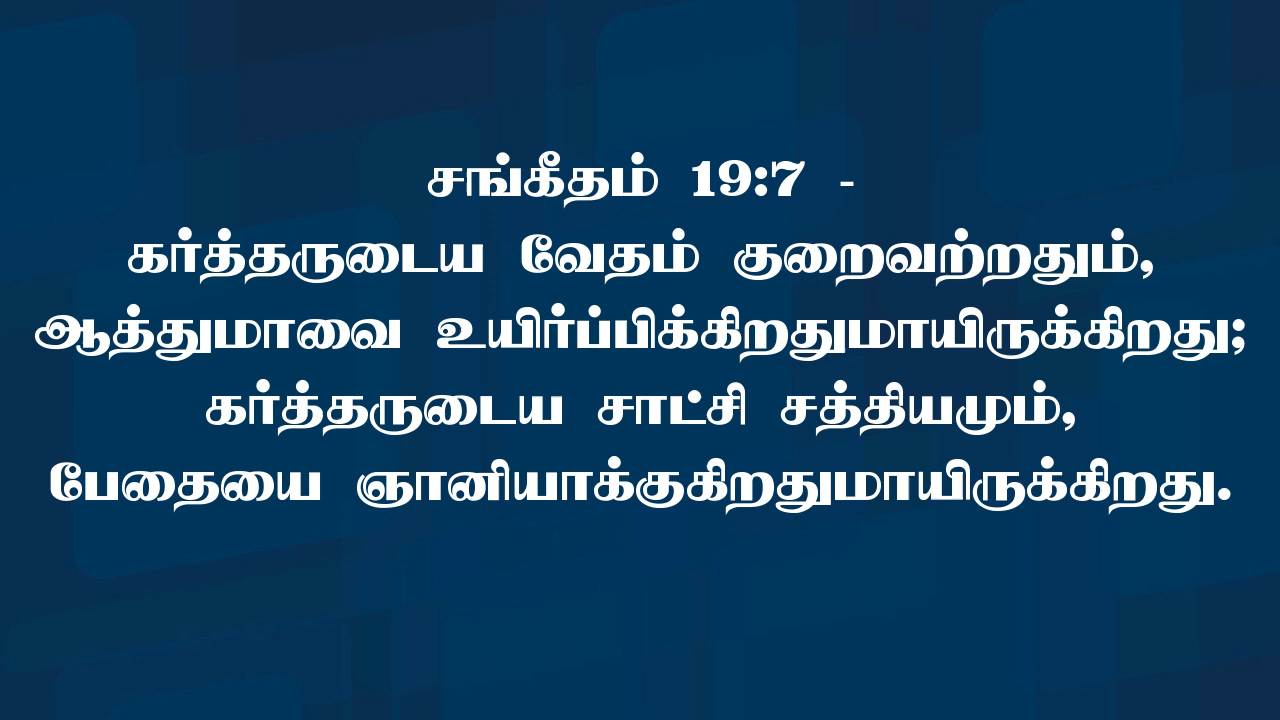 சங்கீதம் 19:7 -
கர்த்தருடைய வேதம் குறைவற்றதும்,
ஆத்துமாவை உயிர்ப்பிக்கிறதுமாயிருக்கிறது;
கர்த்தருடைய சாட்சி சத்தியமும்,
பேதையை ஞானியாக்குகிறதுமாயிருக்கிறது.